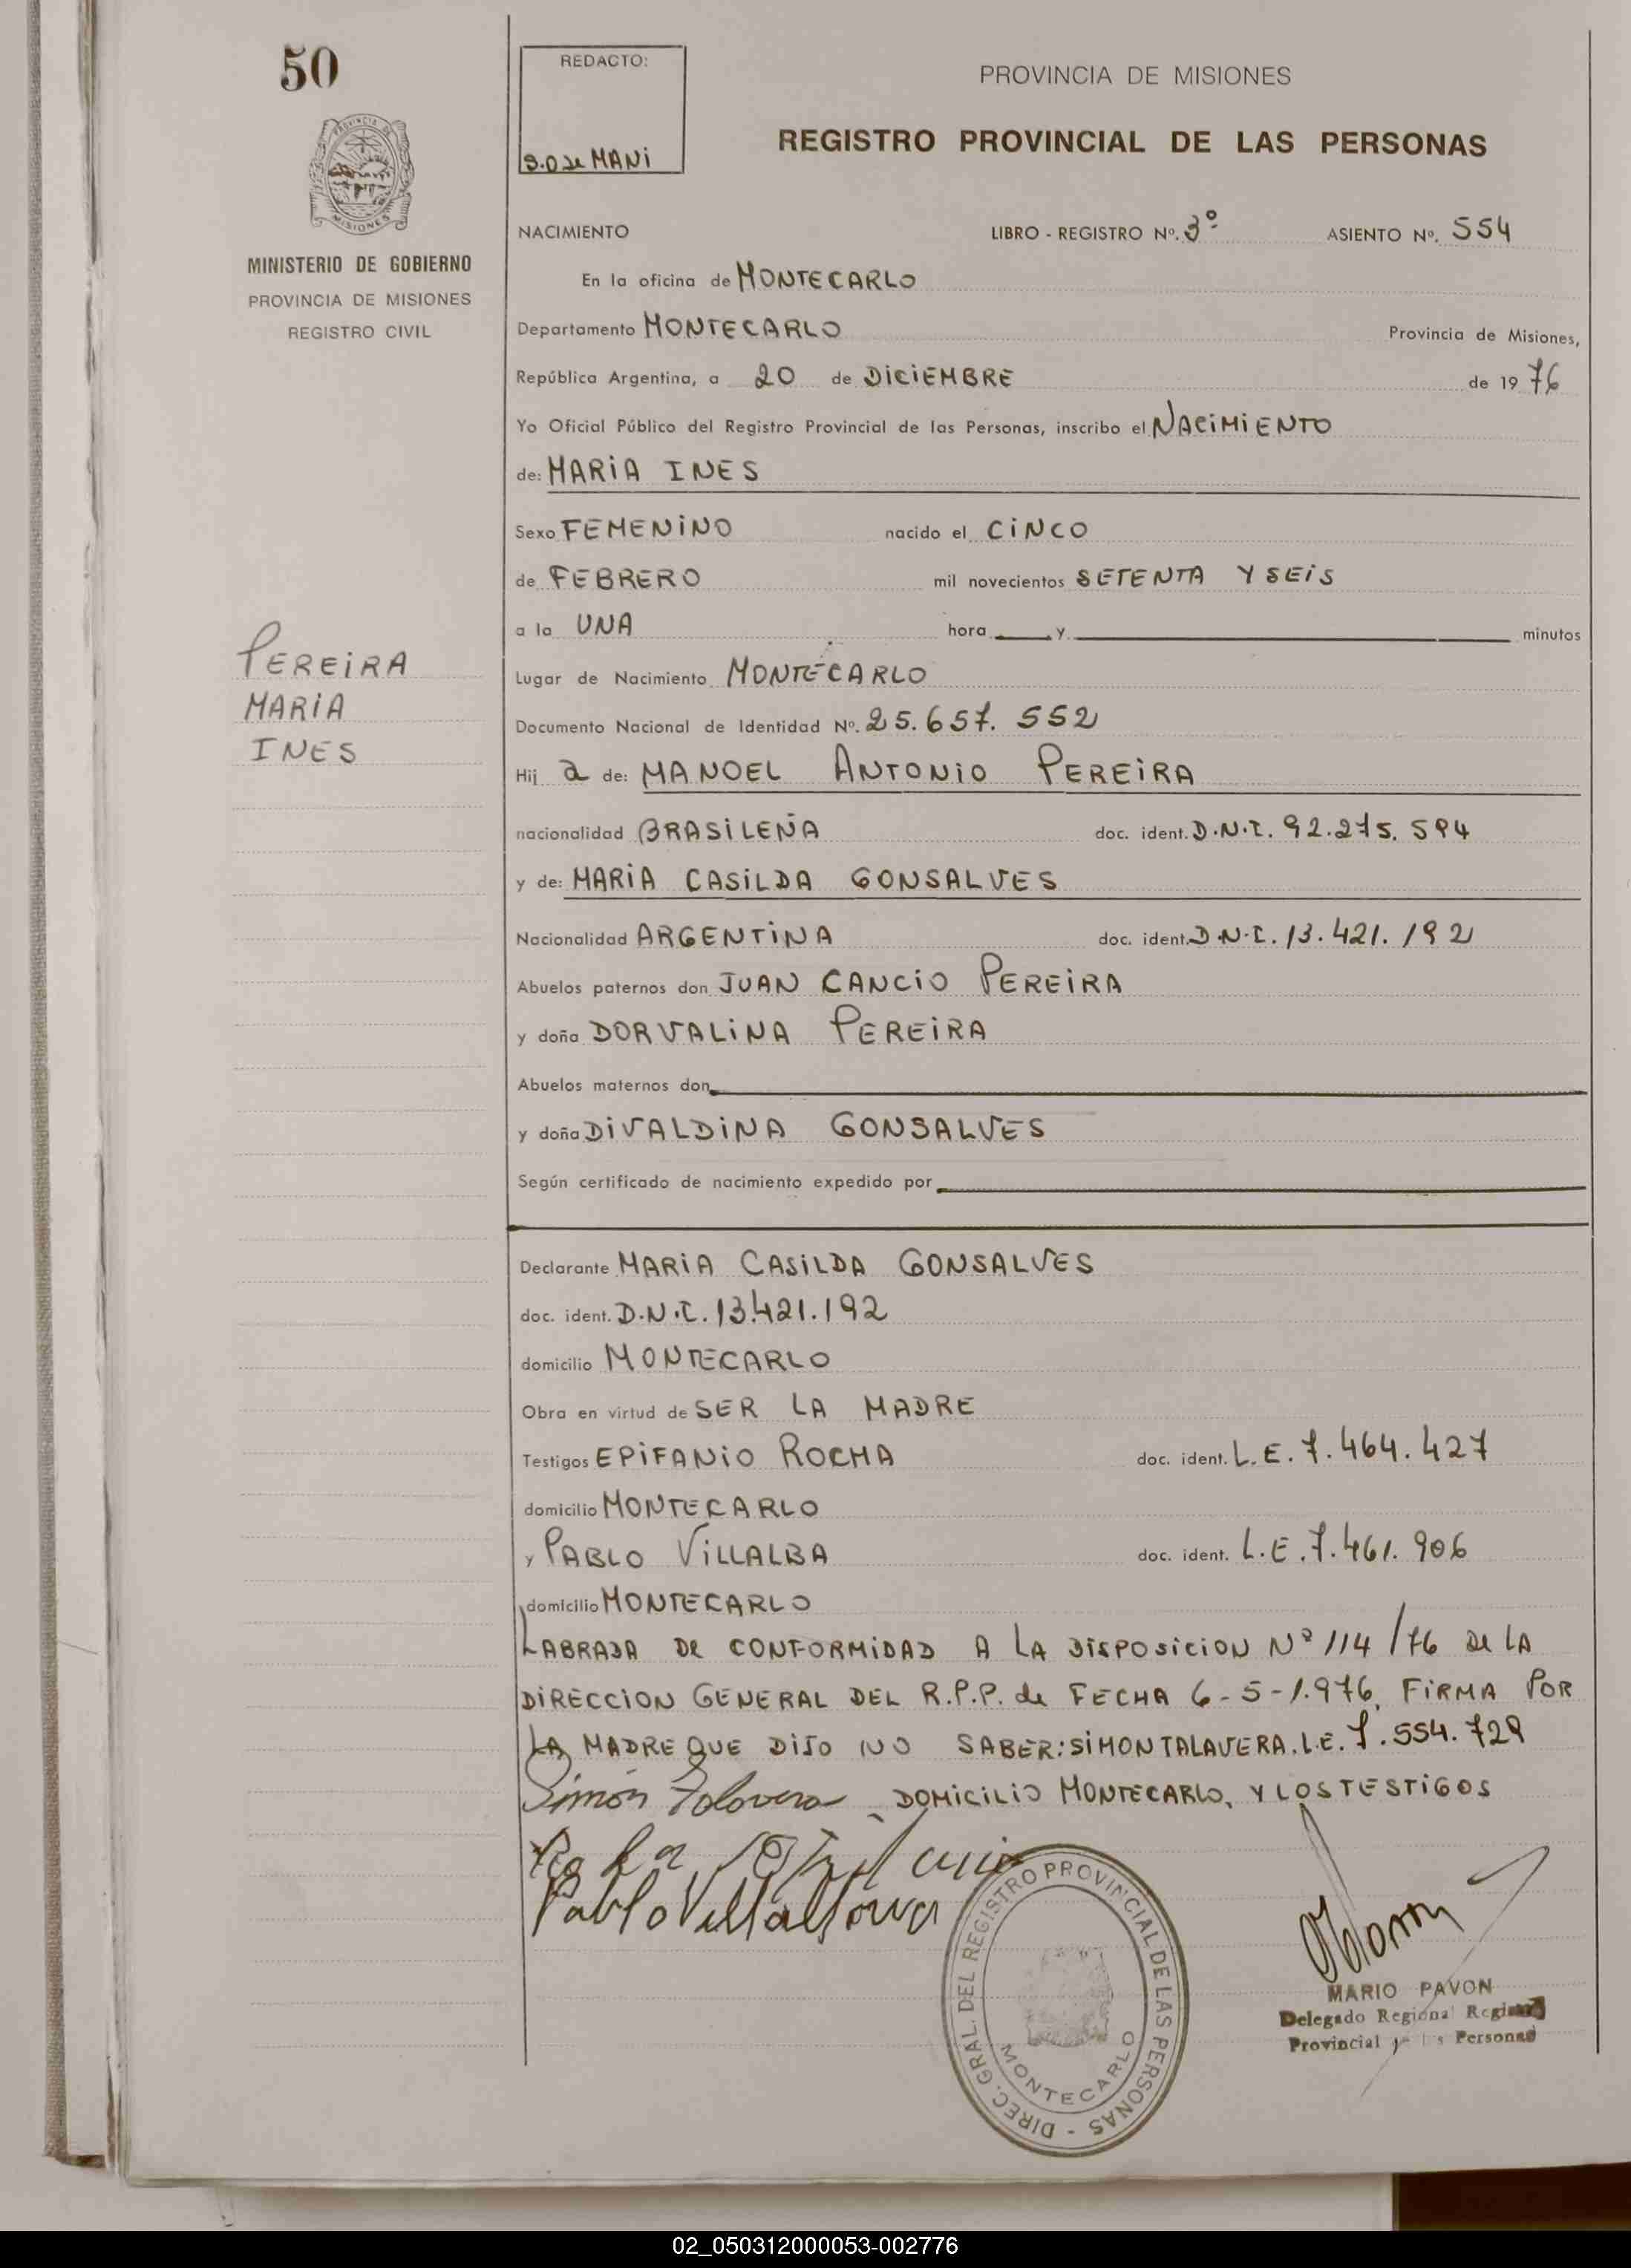 50
REDACTO:
S.O de MANi
PROVINCIA DE MISIONES
REGISTRO PROVINCIAL DE LAS PERSONAS
PROVINCIA DE
MISIONES
MINISTERIO DE GOBIERNO
PROVINCIA DE MISIONES
REGISTRO CIVIL
NACIMIENTO LIBRO - REGISTRO Nº. 3º ASIENTO Nº. 554
En la oficina de MONTECARLO
Departamento MONTECARLO Provincia de Misiones,
República Argentina, a 20 de DiCiEMBRE de 19 76
Yo Oficial Público del Registro Provincial de las Personas, inscribo el NACiMiENTO
de: MARiA INES
Sexo FEMENiNO nacido el CiNCO
de FEBRERO mil novecientos SETENTA Y SEiS
a la UNA hora y minutos
Lugar de Nacimiento MONTECARLO
Documento Nacional de Identidad Nº. 25.657.552
Hij a de: MANOEL ANTONiO PEREiRA
nacionalidad BRASiLEÑA doc. ident. D.N.I. 92.275.594
y de: MARiA CASiLDA GONSALVES
Nacionalidad ARGENTiNA doc. ident. D.N.I. 13.421.192
Abuelos paternos don JUAN CANCiO PEREiRA
y doña DORVALiNA PEREiRA
Abuelos maternos don
y doña DiVALDiNA GONSALVES
Según certificado de nacimiento expedido por
PEREiRA
MARiA
INES
Declarante MARiA CASiLDA GONSALVES
doc. ident. D.N.I. 13.421.192
domicilio MONTECARLO
Obra en virtud de SER LA MADRE
Testigos EPiFANiO ROCHA doc. ident. L.E. 7.464.427
domicilio MONTECARLO
y PABLO ViLLALBA doc. ident. L.E. 7.461.906
domicilio MONTECARLO
LABRADA DE CONFORMiDAD A LA DiSPOSiCiON Nº 114/76 DE LA
DiRECCiON GENERAL DEL R.P.P. de FECHA 6-5-1.976, FiRMA POR
LA MADRE QUE DiJO NO SABER: SiMON TALAVERA. L.E. 7.554.729
Simón Talavera DOMiCiLiO MONTECARLO, Y LOS TESTiGOS
Pablo Villalba
DIREC. GRAL. DEL REGISTRO PROVINCIAL DE LAS PERSONAS -
MONTECARLO
MARIO PAVON
Delegado Regional
Provincial Personas
02_050312000053-002776